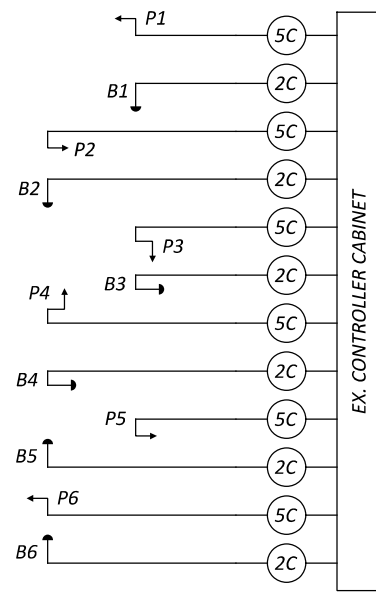 P1
5C
B1
2C
P2
5C
B2
2C
P3
5C
B3
2C
P4
5C
B4
2C
P5
5C
B5
2C
P6
5C
B6
2C
EX. CONTROLLER CABINET